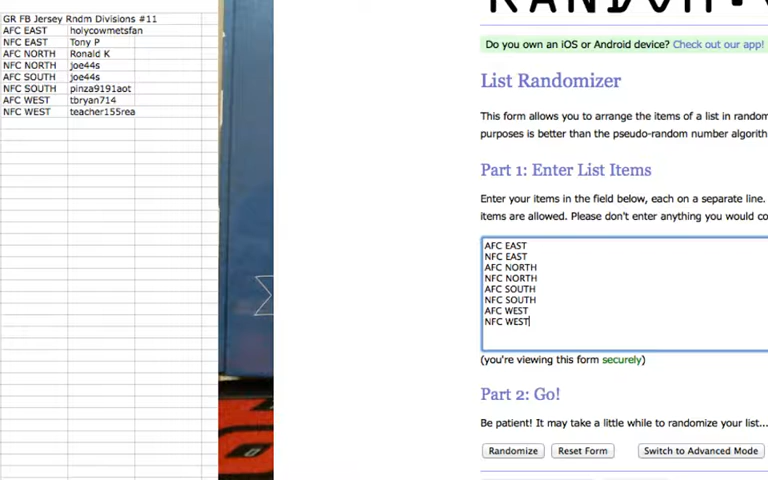 GR FB Jersey Rndm Divisions #11
AFC EAST holycowmetsfan
NFC EAST Tony P
AFC NORTH Ronald K
NFC NORTH joe44s
AFC SOUTH joe44s
NFC SOUTH pinza9191aot
AFC WEST tbryan714
NFC WEST teacher155rea
Do you own an iOS or Android device? Check out our app!
List Randomizer
This form allows you to arrange the items of a list in random
purposes is better than the pseudo-random number algorith
Part 1: Enter List Items
Enter your items in the field below, each on a separate line.
items are allowed. Please don't enter anything you would co
AFC EAST
NFC EAST
AFC NORTH
NFC NORTH
AFC SOUTH
NFC SOUTH
AFC WEST
NFC WEST
(you're viewing this form securely)
Part 2: Go!
Be patient! It may take a little while to randomize your list...
Randomize Reset Form Switch to Advanced Mode